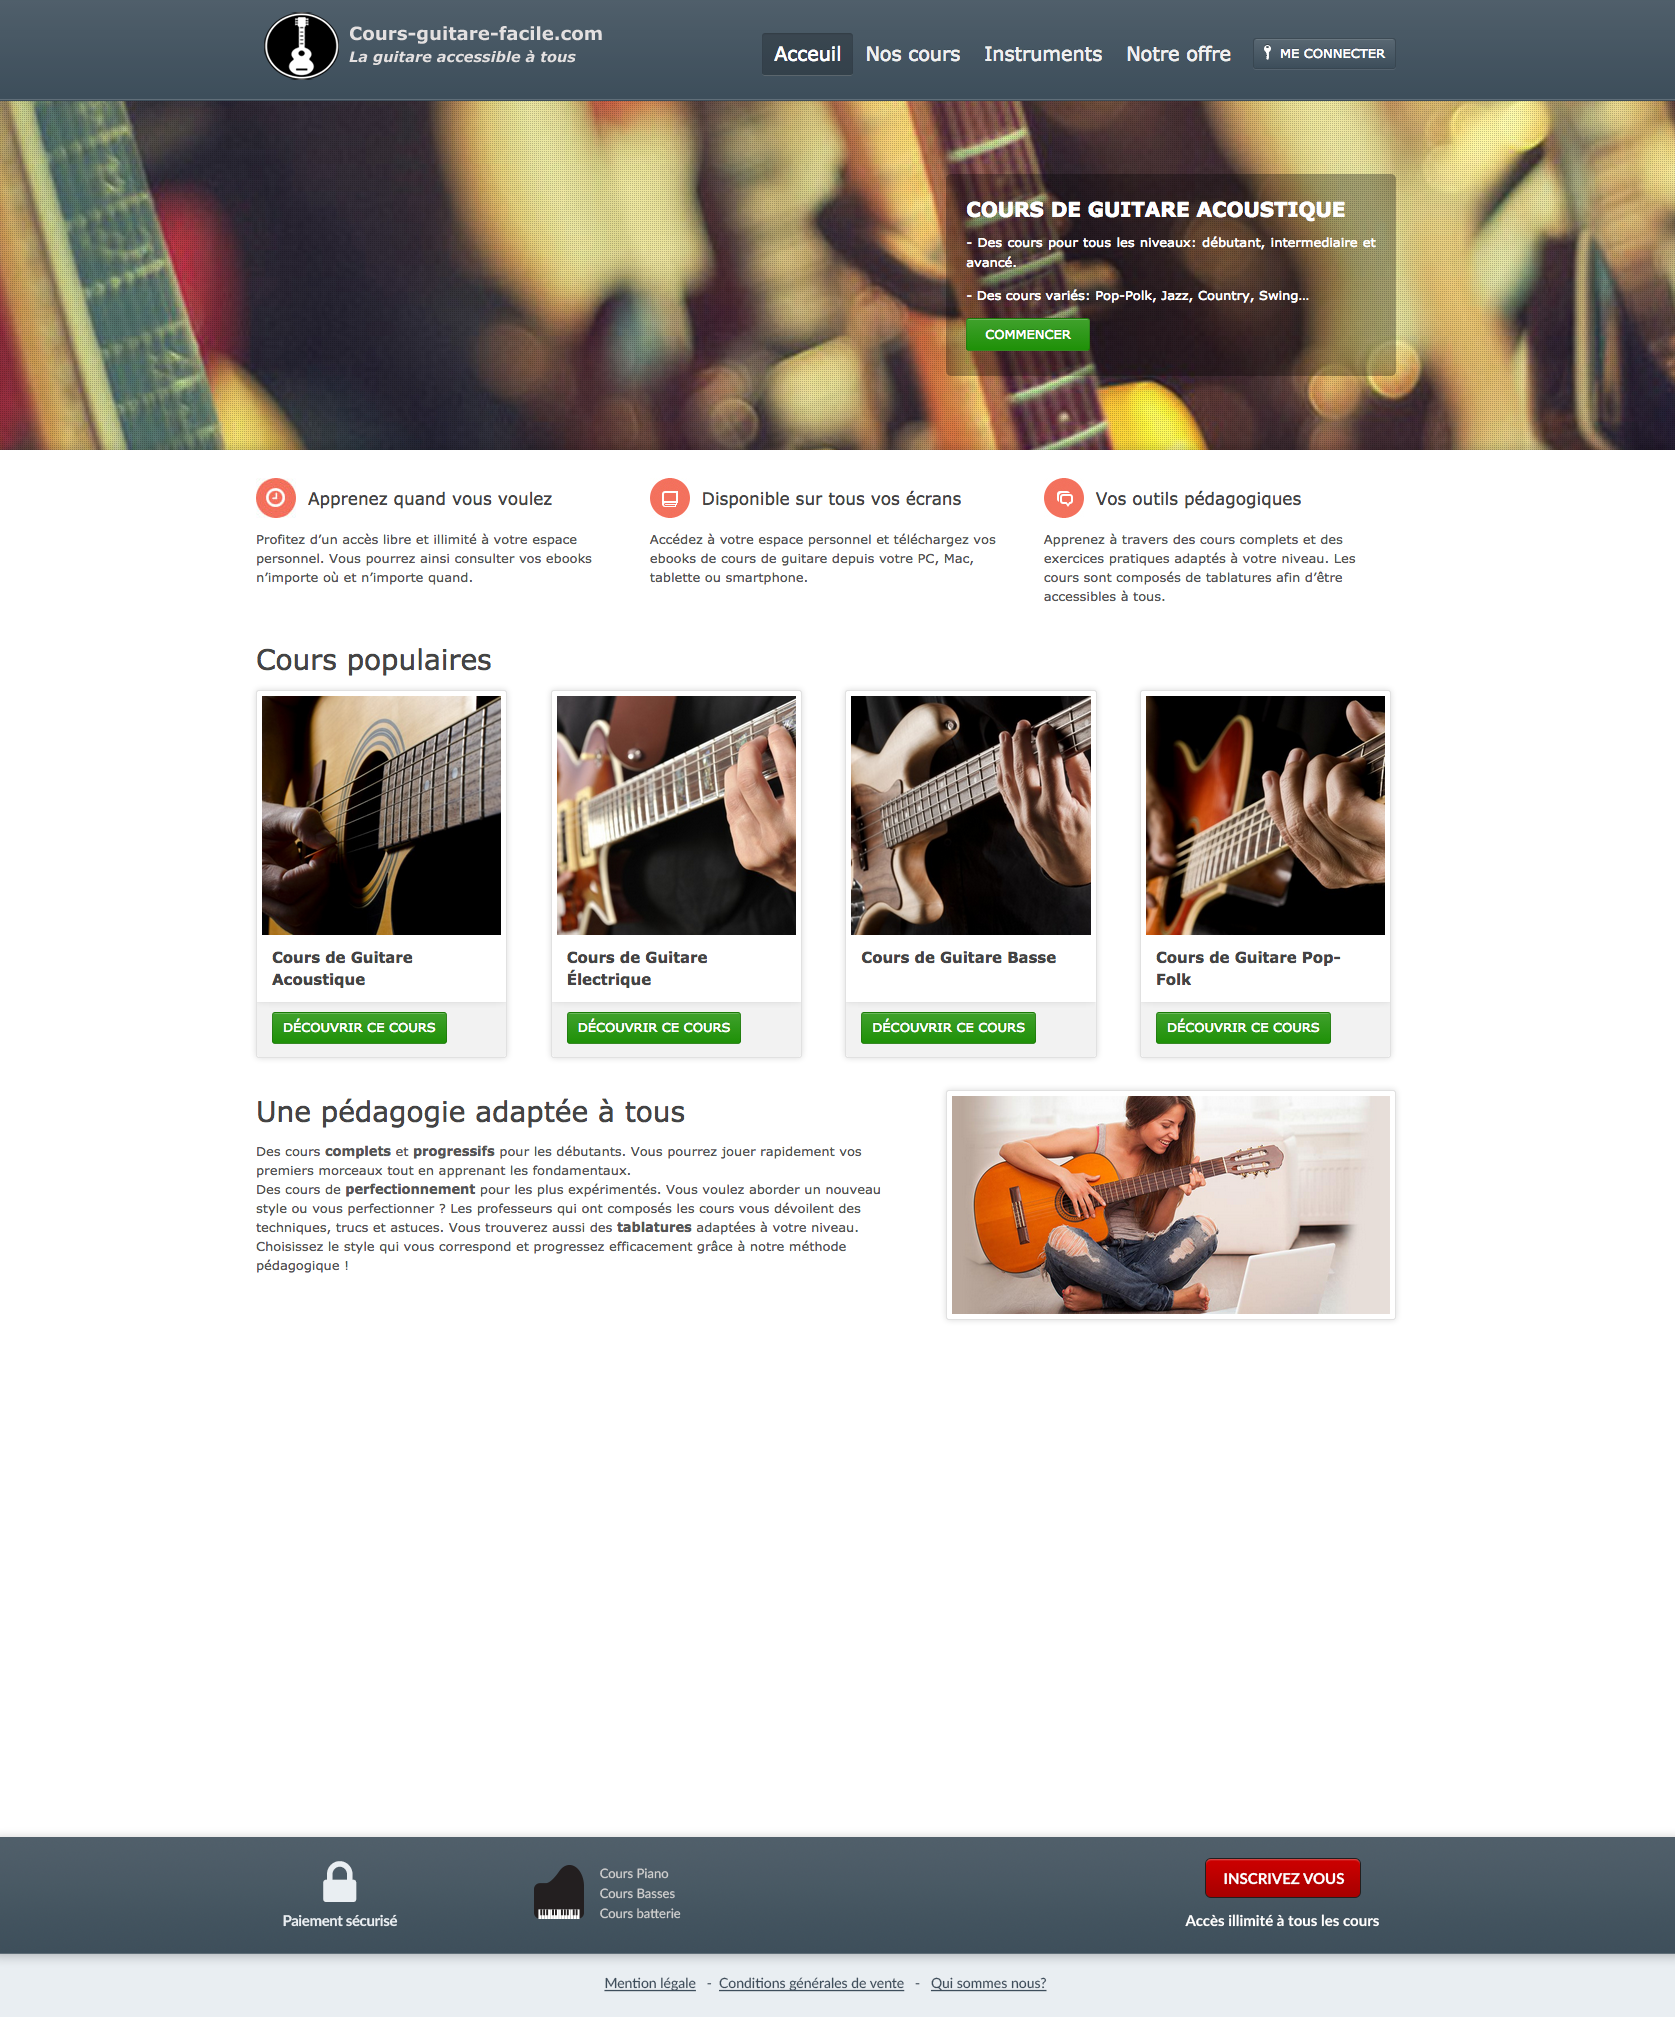 Cours-guitare-facile.com
La guitare accessible à tous
Acceuil
Nos cours
Instruments
Notre offre
ME CONNECTER
COURS DE GUITARE ACOUSTIQUE
- Des cours pour tous les niveaux: débutant, intermediaire et
avancé.
- Des cours variés: Pop-Polk, Jazz, Country, Swing...
COMMENCER
Apprenez quand vous voulez
Profitez d’un accès libre et illimité à votre espace
personnel. Vous pourrez ainsi consulter vos ebooks
n’importe où et n’importe quand.
Disponible sur tous vos écrans
Accédez à votre espace personnel et téléchargez vos
ebooks de cours de guitare depuis votre PC, Mac,
tablette ou smartphone.
Vos outils pédagogiques
Apprenez à travers des cours complets et des
exercices pratiques adaptés à votre niveau. Les
cours sont composés de tablatures afin d’être
accessibles à tous.
Cours populaires
Cours de Guitare
Acoustique
DÉCOUVRIR CE COURS
Cours de Guitare
Électrique
DÉCOUVRIR CE COURS
Cours de Guitare Basse
DÉCOUVRIR CE COURS
Cours de Guitare Pop-
Folk
DÉCOUVRIR CE COURS
Une pédagogie adaptée à tous
Des cours complets et progressifs pour les débutants. Vous pourrez jouer rapidement vos
premiers morceaux tout en apprenant les fondamentaux.
Des cours de perfectionnement pour les plus expérimentés. Vous voulez aborder un nouveau
style ou vous perfectionner ? Les professeurs qui ont composés les cours vous dévoilent des
techniques, trucs et astuces. Vous trouverez aussi des tablatures adaptées à votre niveau.
Choisissez le style qui vous correspond et progressez efficacement grâce à notre méthode
pédagogique !
Paiement sécurisé
Cours Piano
Cours Basses
Cours batterie
INSCRIVEZ VOUS
Accès illimité à tous les cours
Mention légale - Conditions générales de vente - Qui sommes nous?